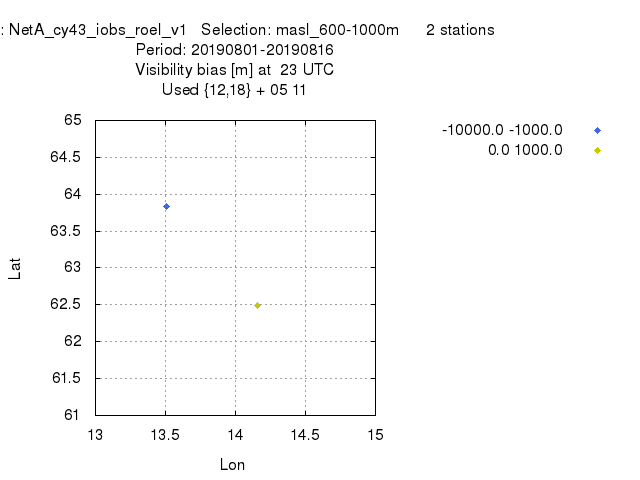 : NetA_cy43_iobs_roel_v1 Selection: masl_600-1000m 2 stations
Period: 20190801-20190816
Visibility bias [m] at 23 UTC
Used {12,18} + 05 11
-10000.0 -1000.0
0.0 1000.0
65
64.5
64
63.5
63
62.5
62
61.5
61
Lat
13 13.5 14 14.5 15
Lon